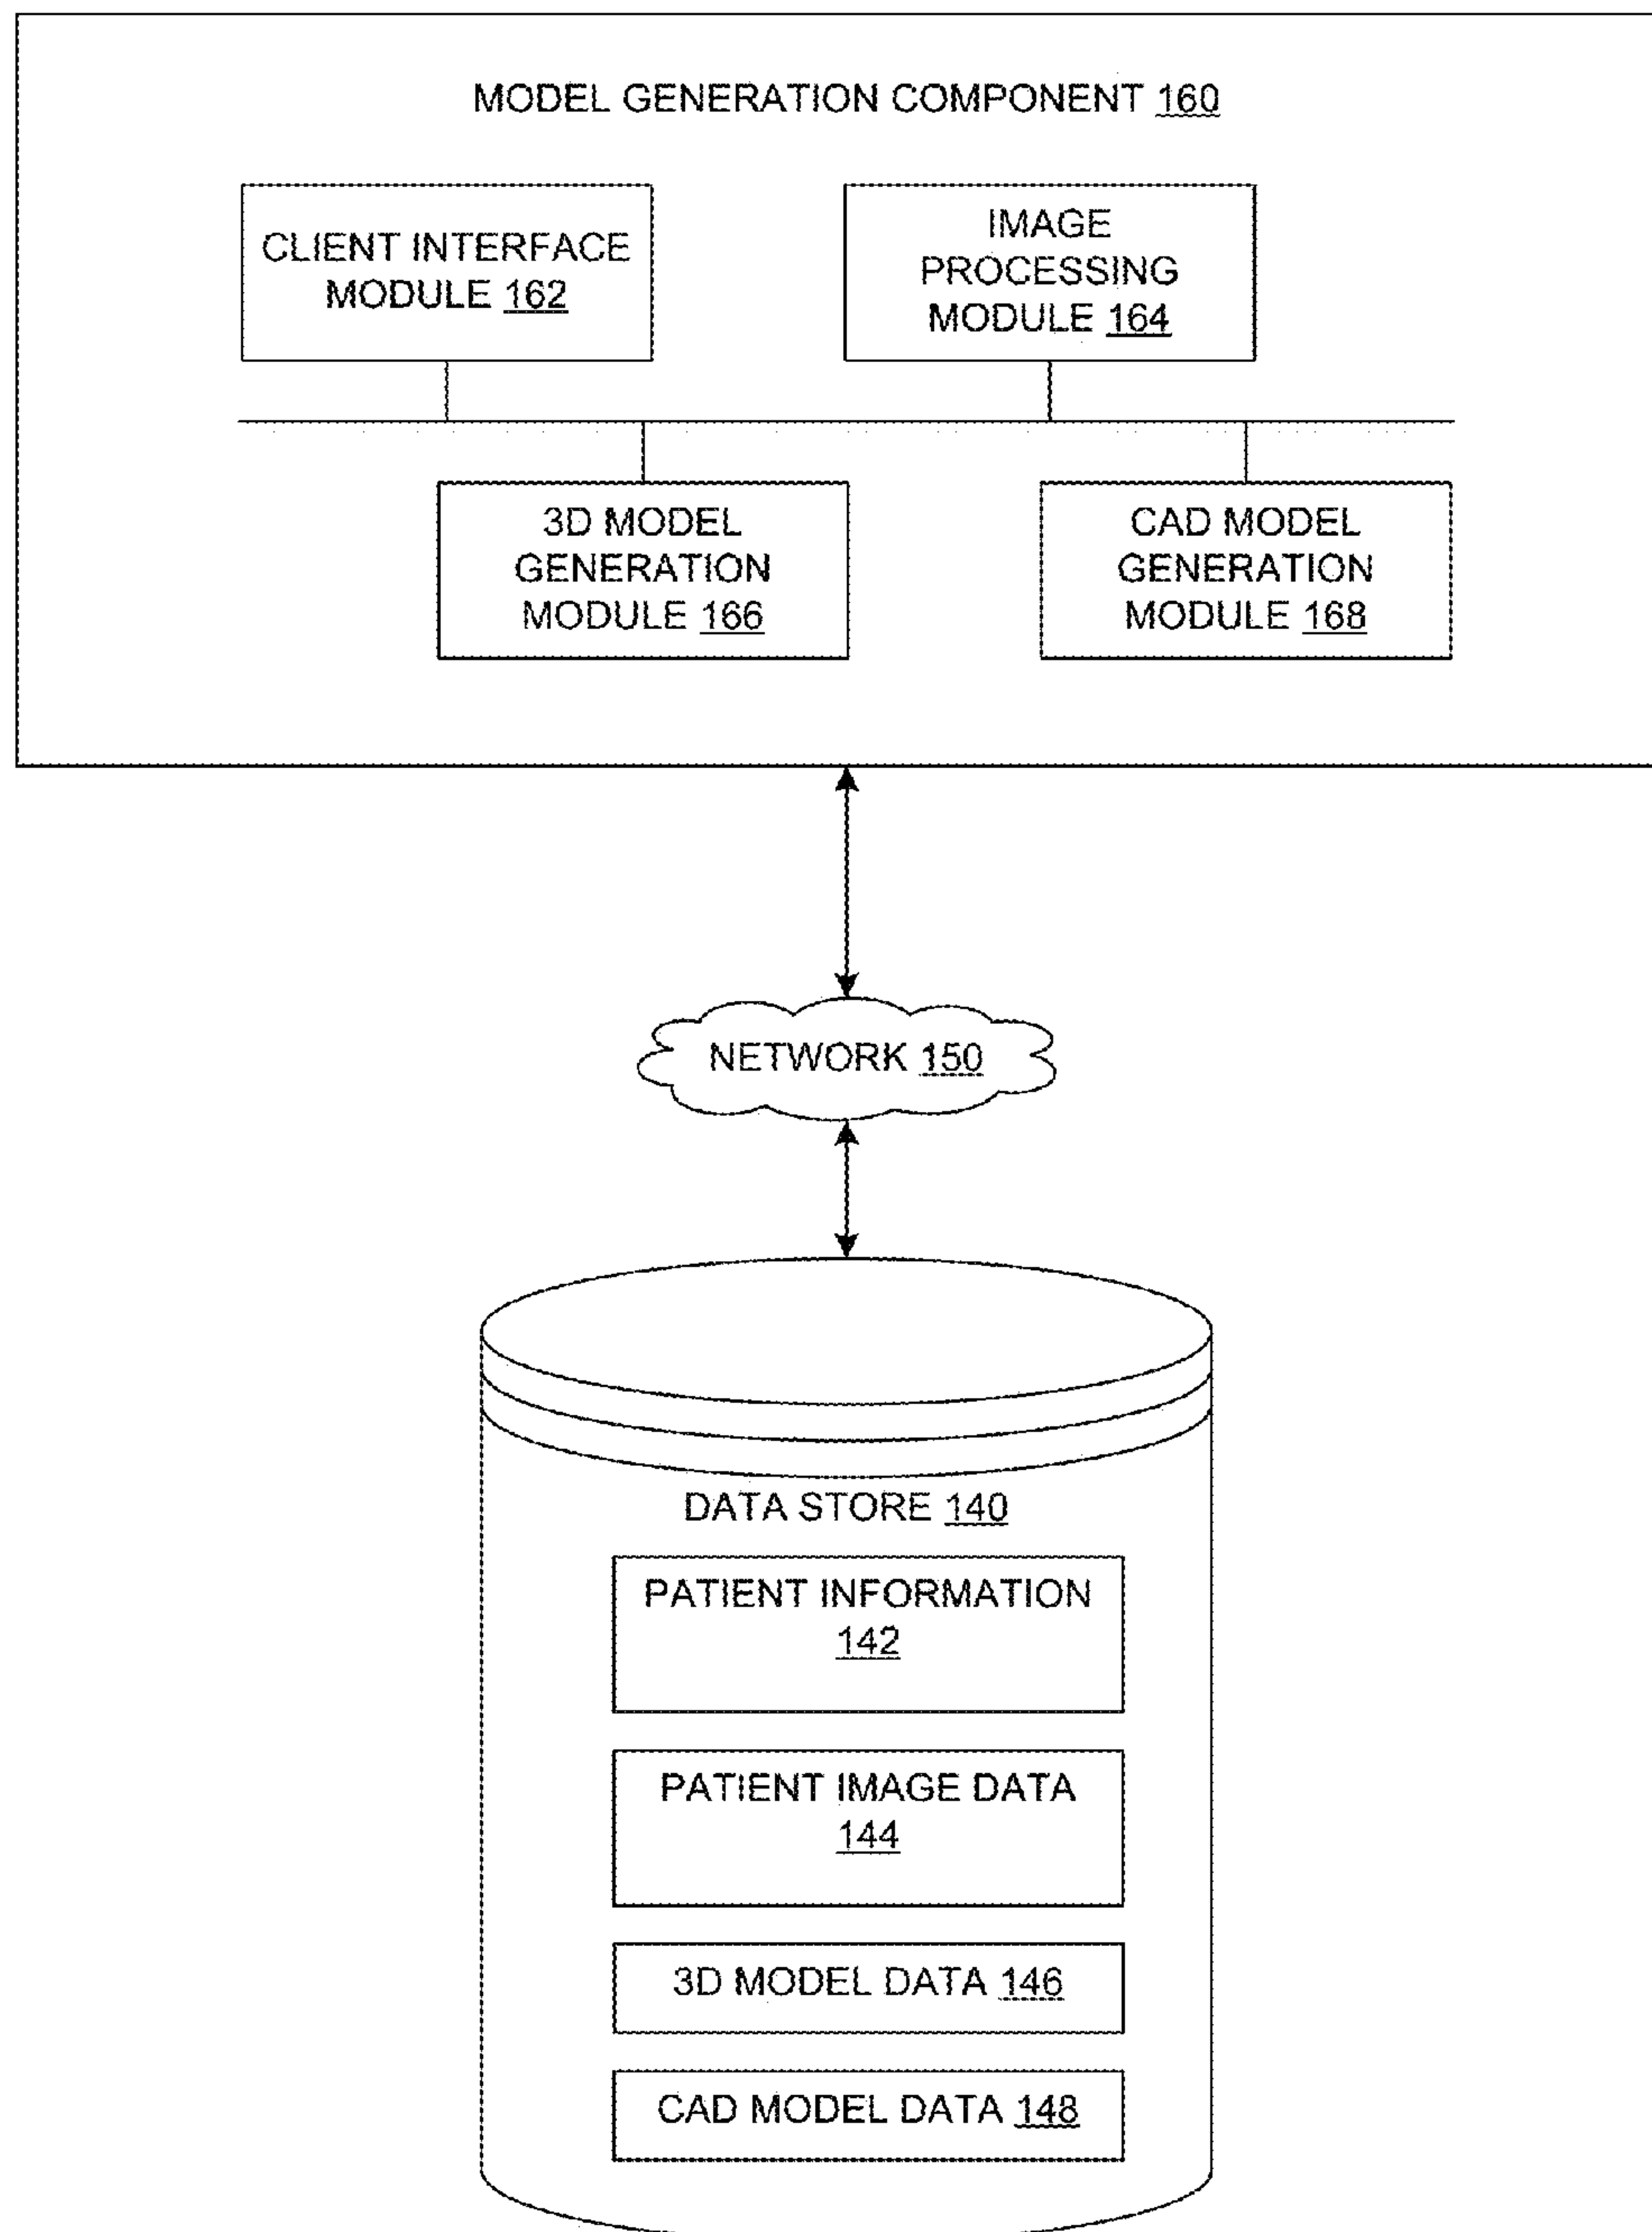 MODEL GENERATION COMPONENT 160
CLIENT INTERFACE
MODULE 162
IMAGE
PROCESSING
MODULE 164
3D MODEL
GENERATION
MODULE 166
CAD MODEL
GENERATION
MODULE 168
NETWORK 150
DATA STORE 140
PATIENT INFORMATION
142
PATIENT IMAGE DATA
144
3D MODEL DATA 146
CAD MODEL DATA 148